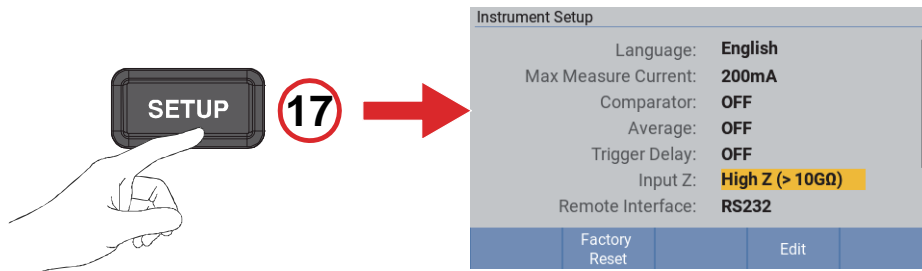 SETUP
17
Instrument Setup
Language: English
Max Measure Current: 200mA
Comparator: OFF
Average: OFF
Trigger Delay: OFF
Input Z: High Z (> 10GΩ)
Remote Interface: RS232
Factory
Reset
Edit